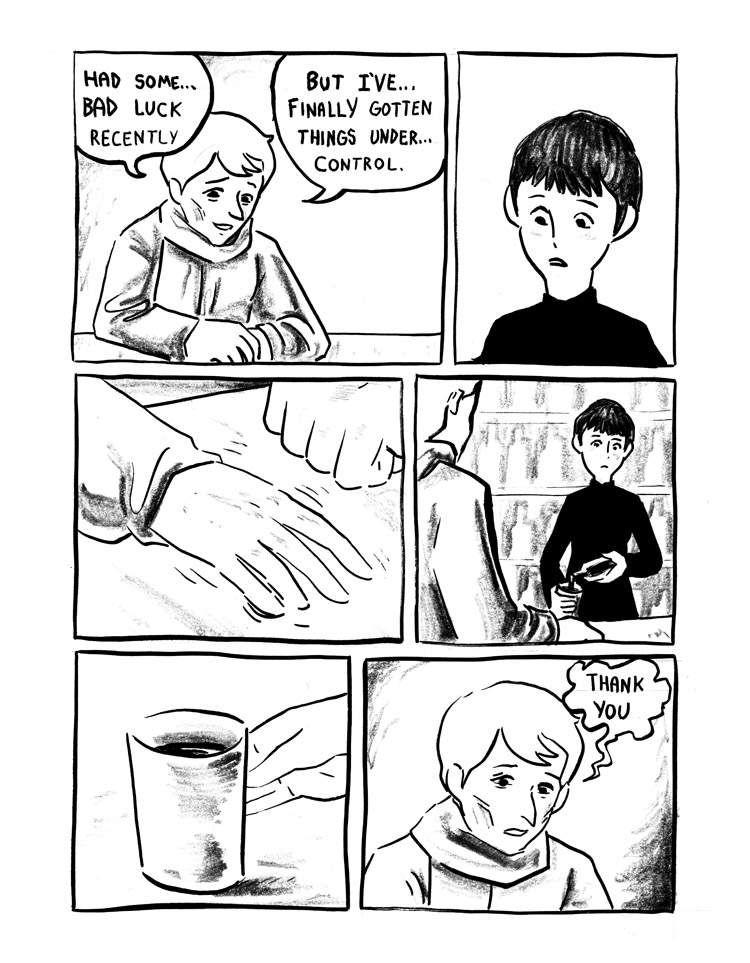 HAD SOME...
BAD LUCK
RECENTLY
BUT I'VE...
FINALLY GOTTEN
THINGS UNDER...
CONTROL.
THANK
YOU